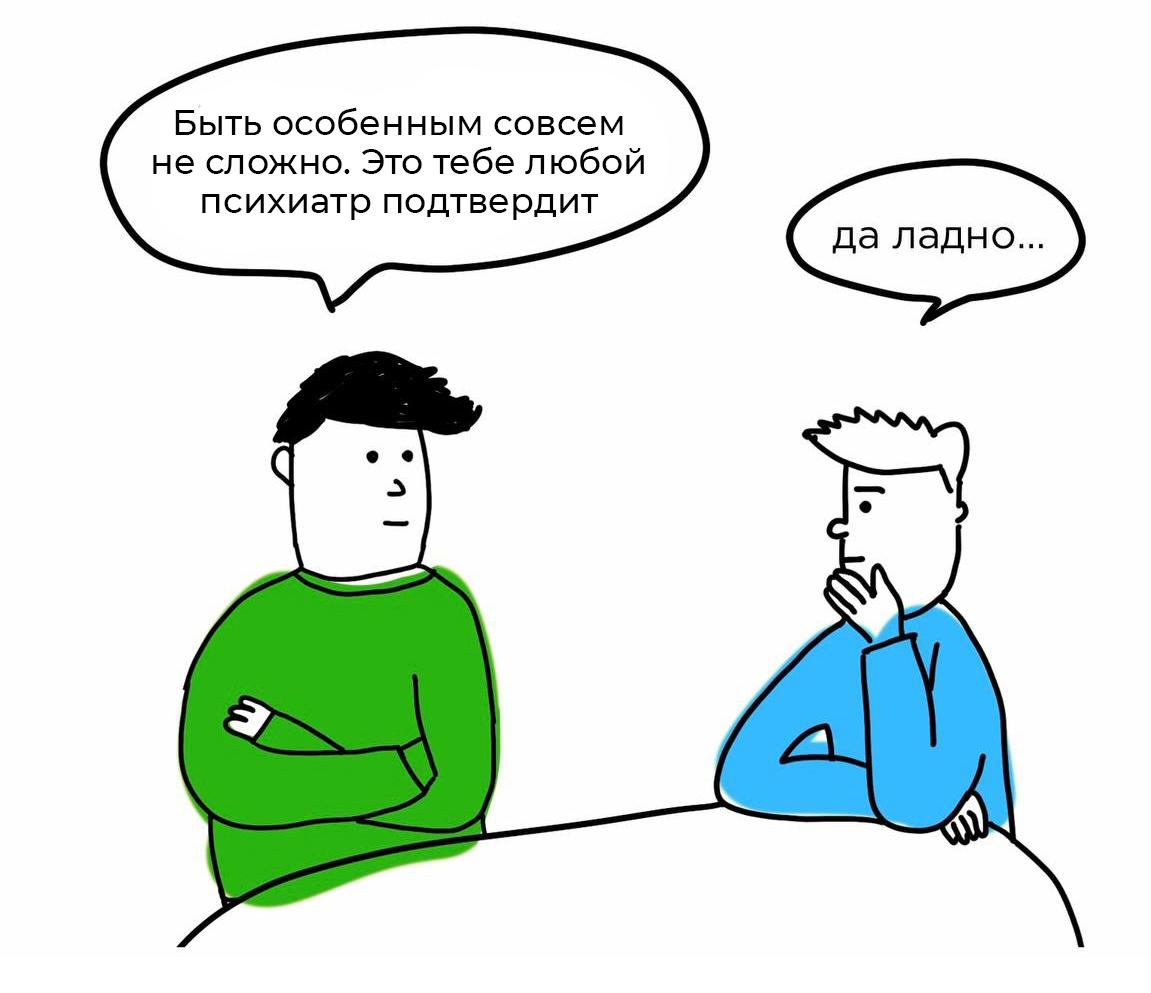 Быть особенным совсем
не сложно. Это тебе любой
психиатр подтвердит
да ладно...